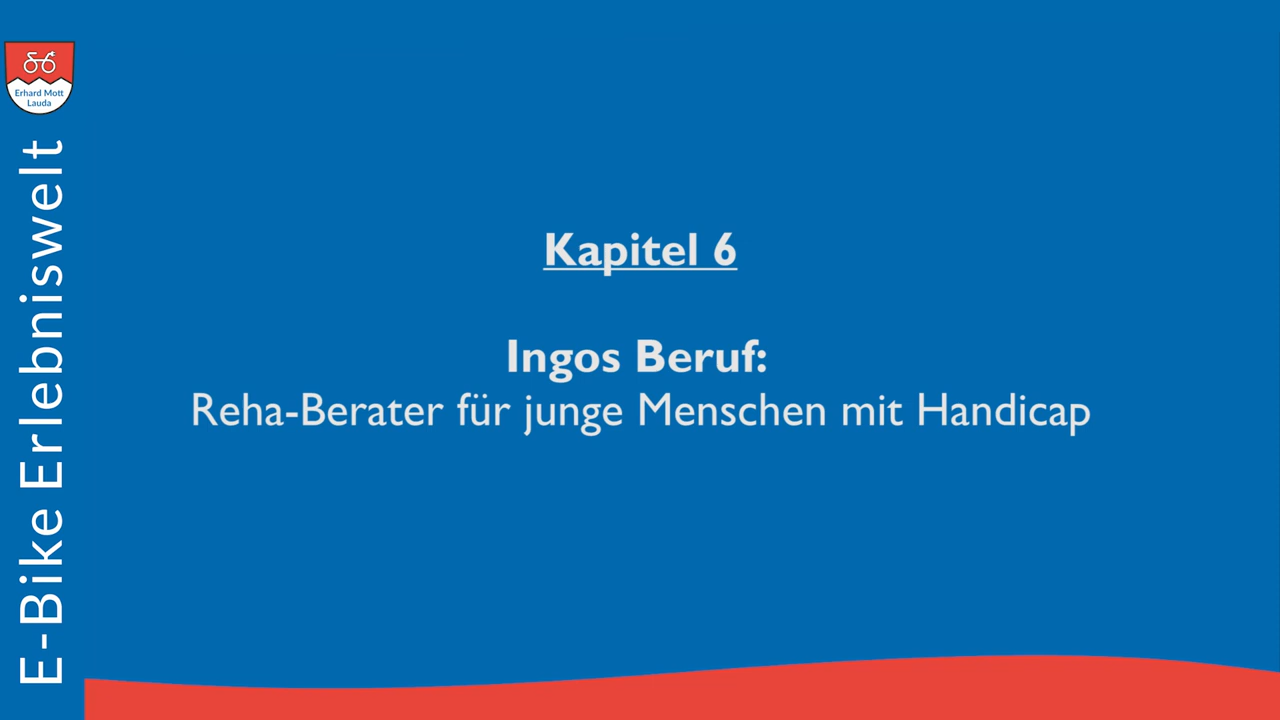 Erhard Mott
Lauda
E-Bike Erlebniswelt
Kapitel 6
Ingos Beruf:
Reha-Berater für junge Menschen mit Handicap